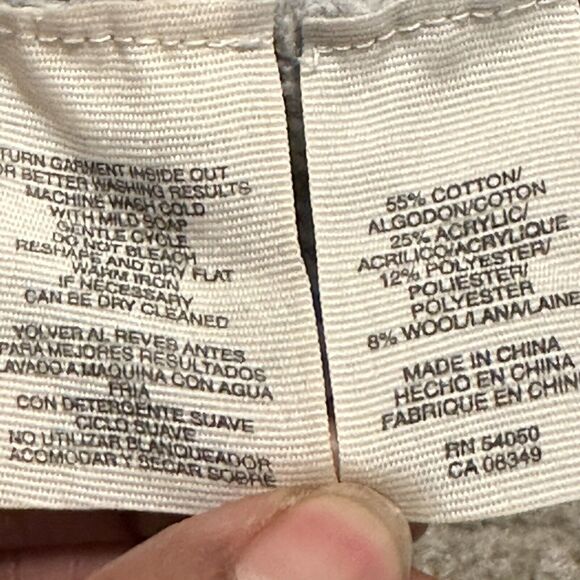 TURN GARMENT INSIDE OUT
OR BETTER WASHING RESULTS
MACHINE WASH COLD
WITH MILD SOAP
GENTLE CYCLE
DO NOT BLEACH
RESHAPE AND DRY FLAT
WARM IRON
IF NECESSARY
CAN BE DRY CLEANED
VOLVER AL REVES ANTES
PARA MEJORES RESULTADOS
LAVADO A MAQUINA CON AGUA
FRIA
CON DETERGENTE SUAVE
CICLO SUAVE
NO UTILIZAR BLANQUEADOR
ACOMODAR Y SECAR SOBRE
55% COTTON/
ALGODON/COTON
25% ACRYLIC/
ACRILICO/ACRYLIQUE
12% POLYESTER/
POLIESTER/
POLYESTER
8% WOOL/LANA/LAINE
MADE IN CHINA
HECHO EN CHINA
FABRIQUE EN CHINE
RN 54050
CA 08349